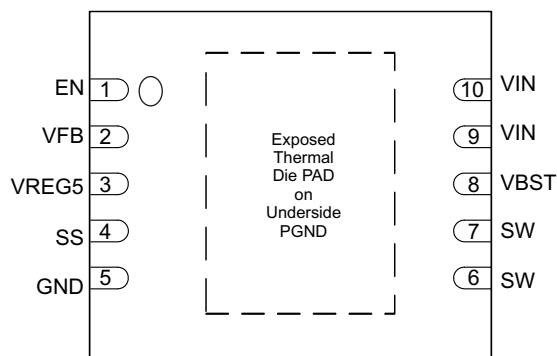 EN 1
VFB 2
VREG5 3
SS 4
GND 5
Exposed
Thermal
Die PAD
on
Underside
PGND
10 VIN
9 VIN
8 VBST
7 SW
6 SW